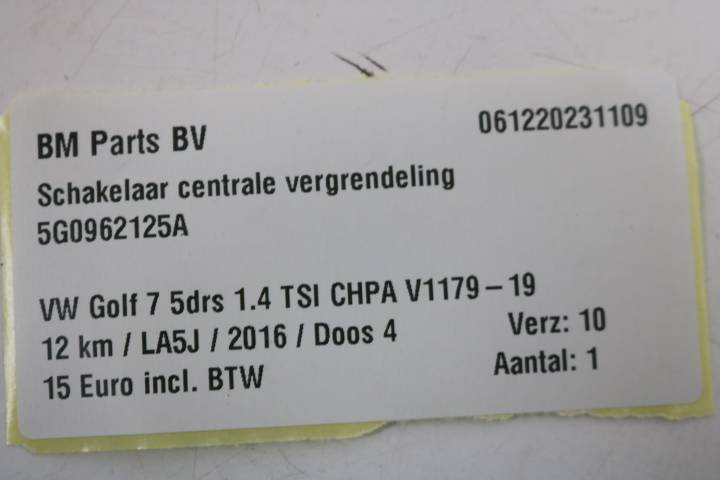 BM Parts BV 061220231109
Schakelaar centrale vergrendeling
5G0962125A
VW Golf 7 5drs 1.4 TSI CHPA V1179-19
12 km / LA5J / 2016 / Doos 4 Verz: 10
15 Euro incl. BTW Aantal: 1